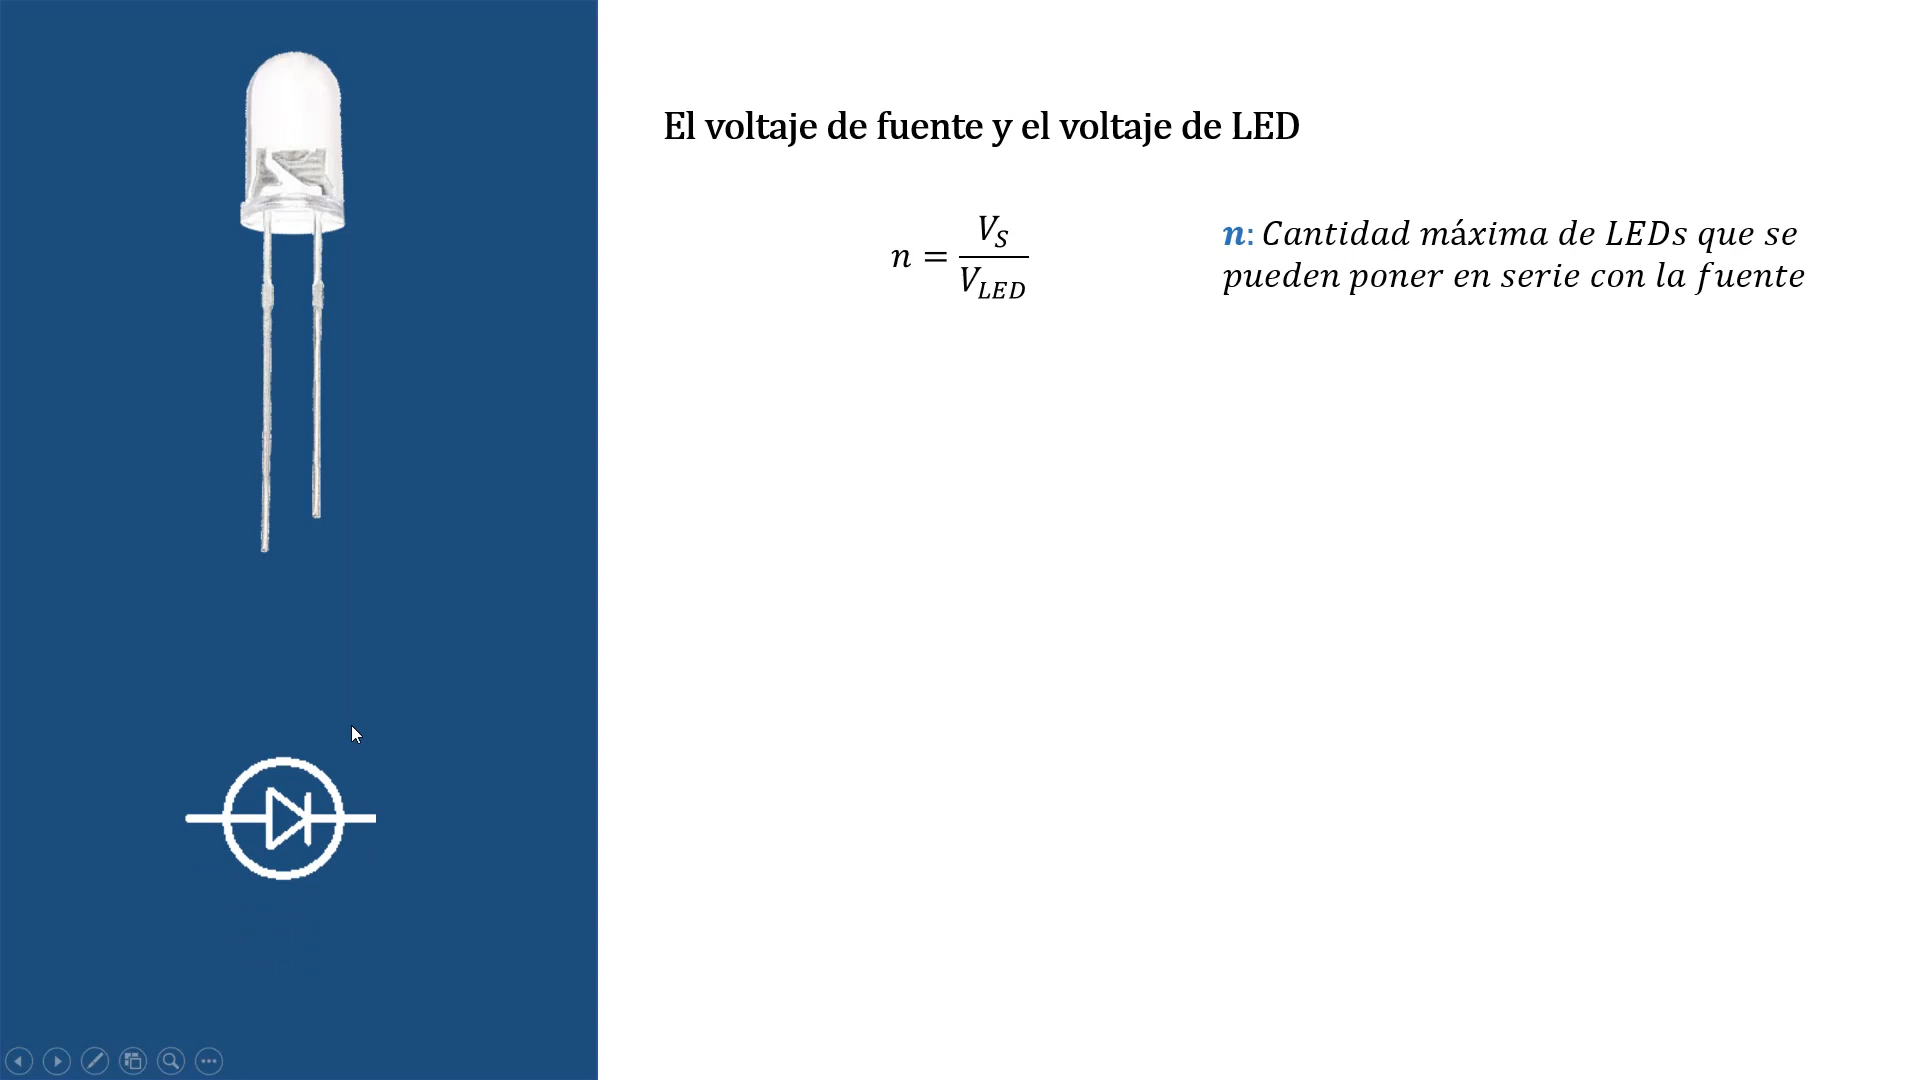 El voltaje de fuente y el voltaje de LED
n = V_S / V_LED
n: Cantidad máxima de LEDs que se
pueden poner en serie con la fuente